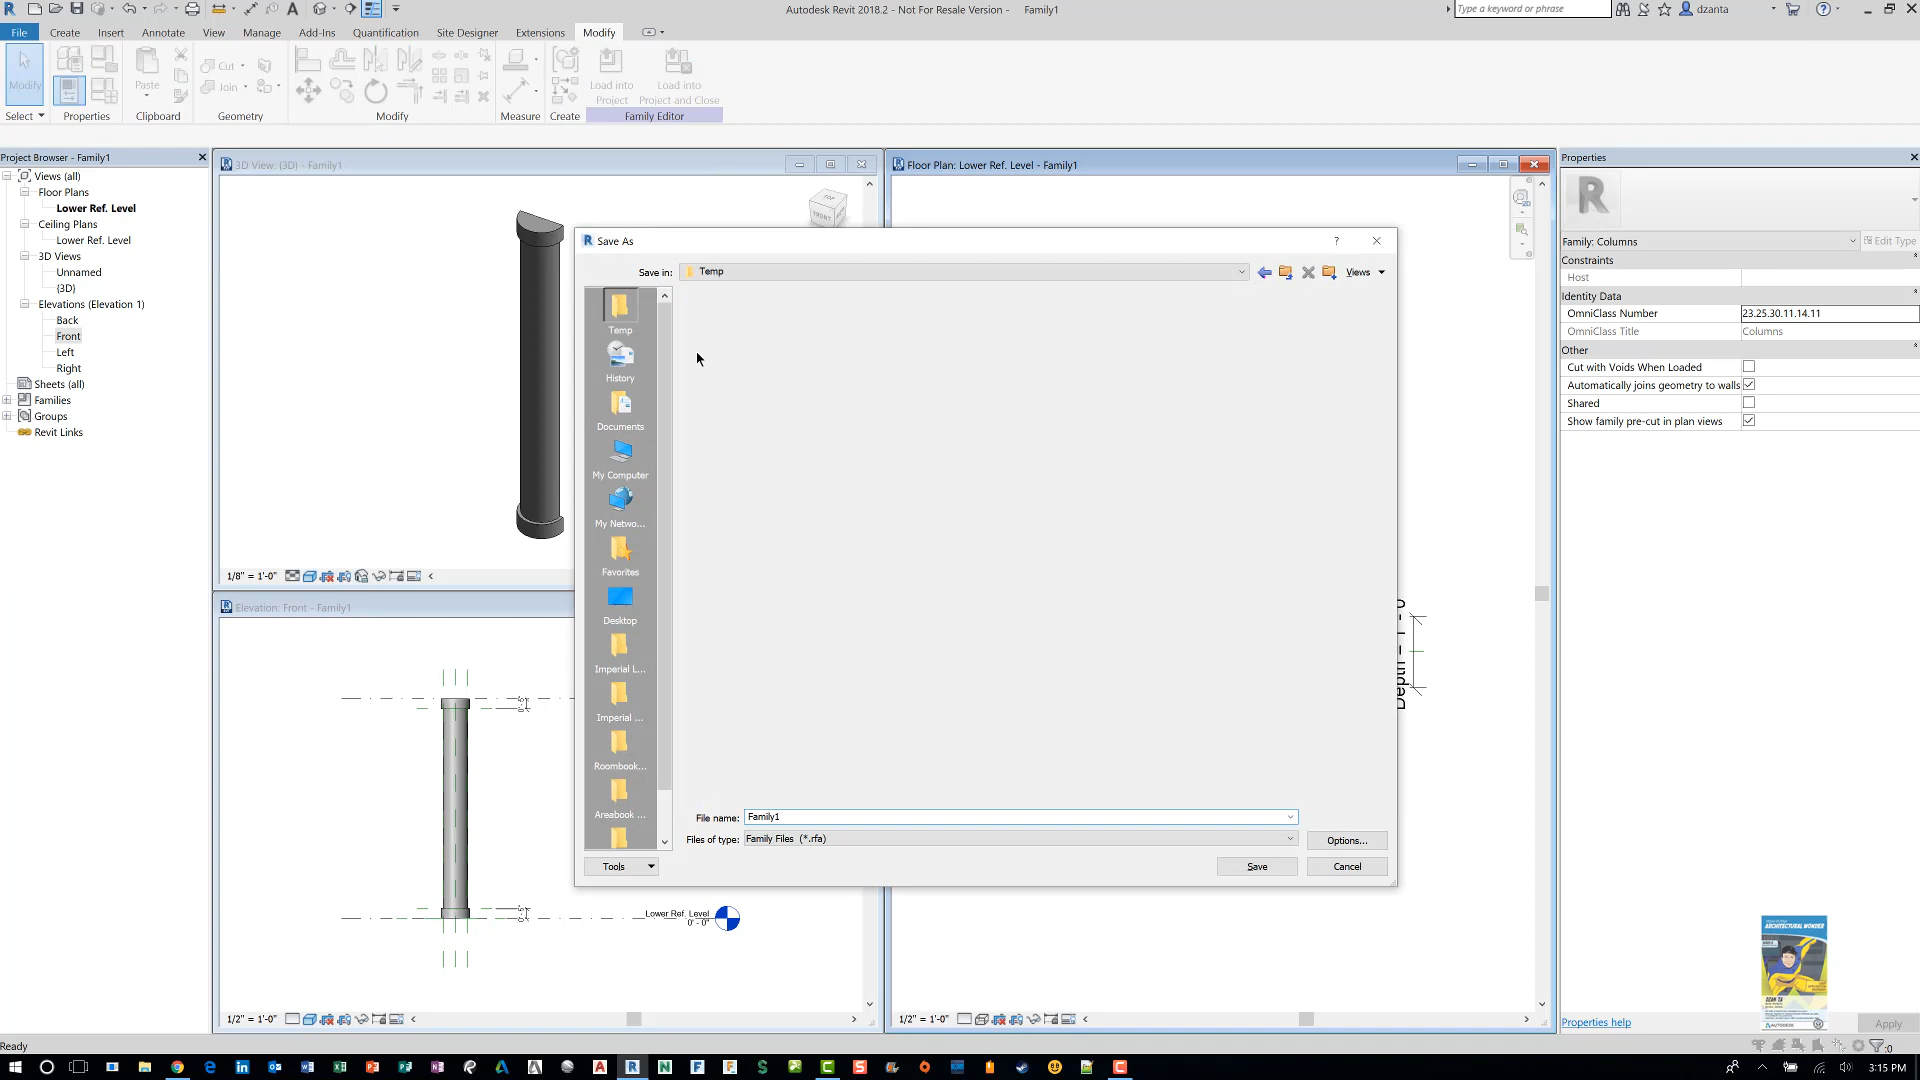 Autodesk Revit 2018.2 - Not For Resale Version - Family1
Type a keyword or phrase
dzanta
File Create Insert Annotate View Manage Add-Ins Quantification Site Designer Extensions Modify
Modify
Paste
Cut
Join
Load into
Project
Load into
Project and Close
Select Properties Clipboard Geometry Modify Measure Create Family Editor
Project Browser - Family1
Views (all)
Floor Plans
Lower Ref. Level
Ceiling Plans
Lower Ref. Level
3D Views
Unnamed
{3D}
Elevations (Elevation 1)
Back
Front
Left
Right
Sheets (all)
Families
Groups
Revit Links
3D View: {3D} - Family1
TOP
FRONT
1/8" = 1'-0"
Elevation: Front - Family1
Lower Ref. Level
0' - 0"
1/2" = 1'-0"
Floor Plan: Lower Ref. Level - Family1
1/2" = 1'-0"
Save As
Save in:
Temp
Views
Temp
History
Documents
My Computer
My Netwo...
Favorites
Desktop
Imperial L...
Imperial ...
Roombook...
Areabook ...
File name:
Family1
Files of type:
Family Files (*.rfa)
Options...
Tools
Save
Cancel
Properties
Family: Columns
Edit Type
Constraints
Host
Identity Data
OmniClass Number
23.25.30.11.14.11
OmniClass Title
Columns
Other
Cut with Voids When Loaded
Automatically joins geometry to walls
Shared
Show family pre-cut in plan views
ARCHITECTURAL WONDER
AUTODESK
Properties help
Apply
Ready
:0
3:15 PM